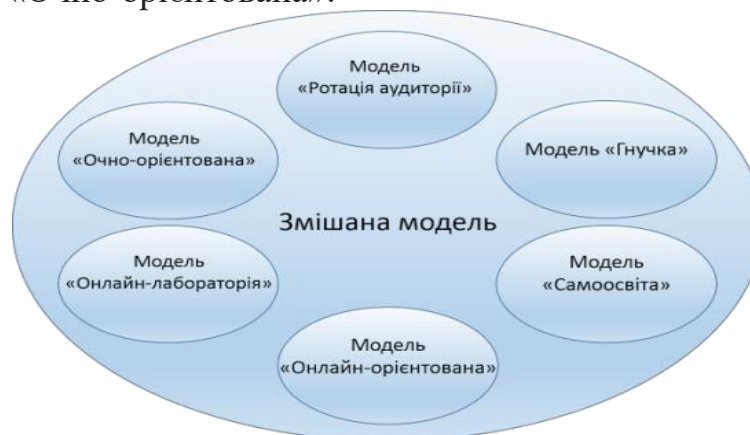 «Очно-орієнтована».
Модель
«Ротація аудиторії»
Модель
«Очно-орієнтована»
Модель «Гнучка»
Змішана модель
Модель
«Онлайн-лабораторія»
Модель
«Самоосвіта»
Модель
«Онлайн-орієнтована»